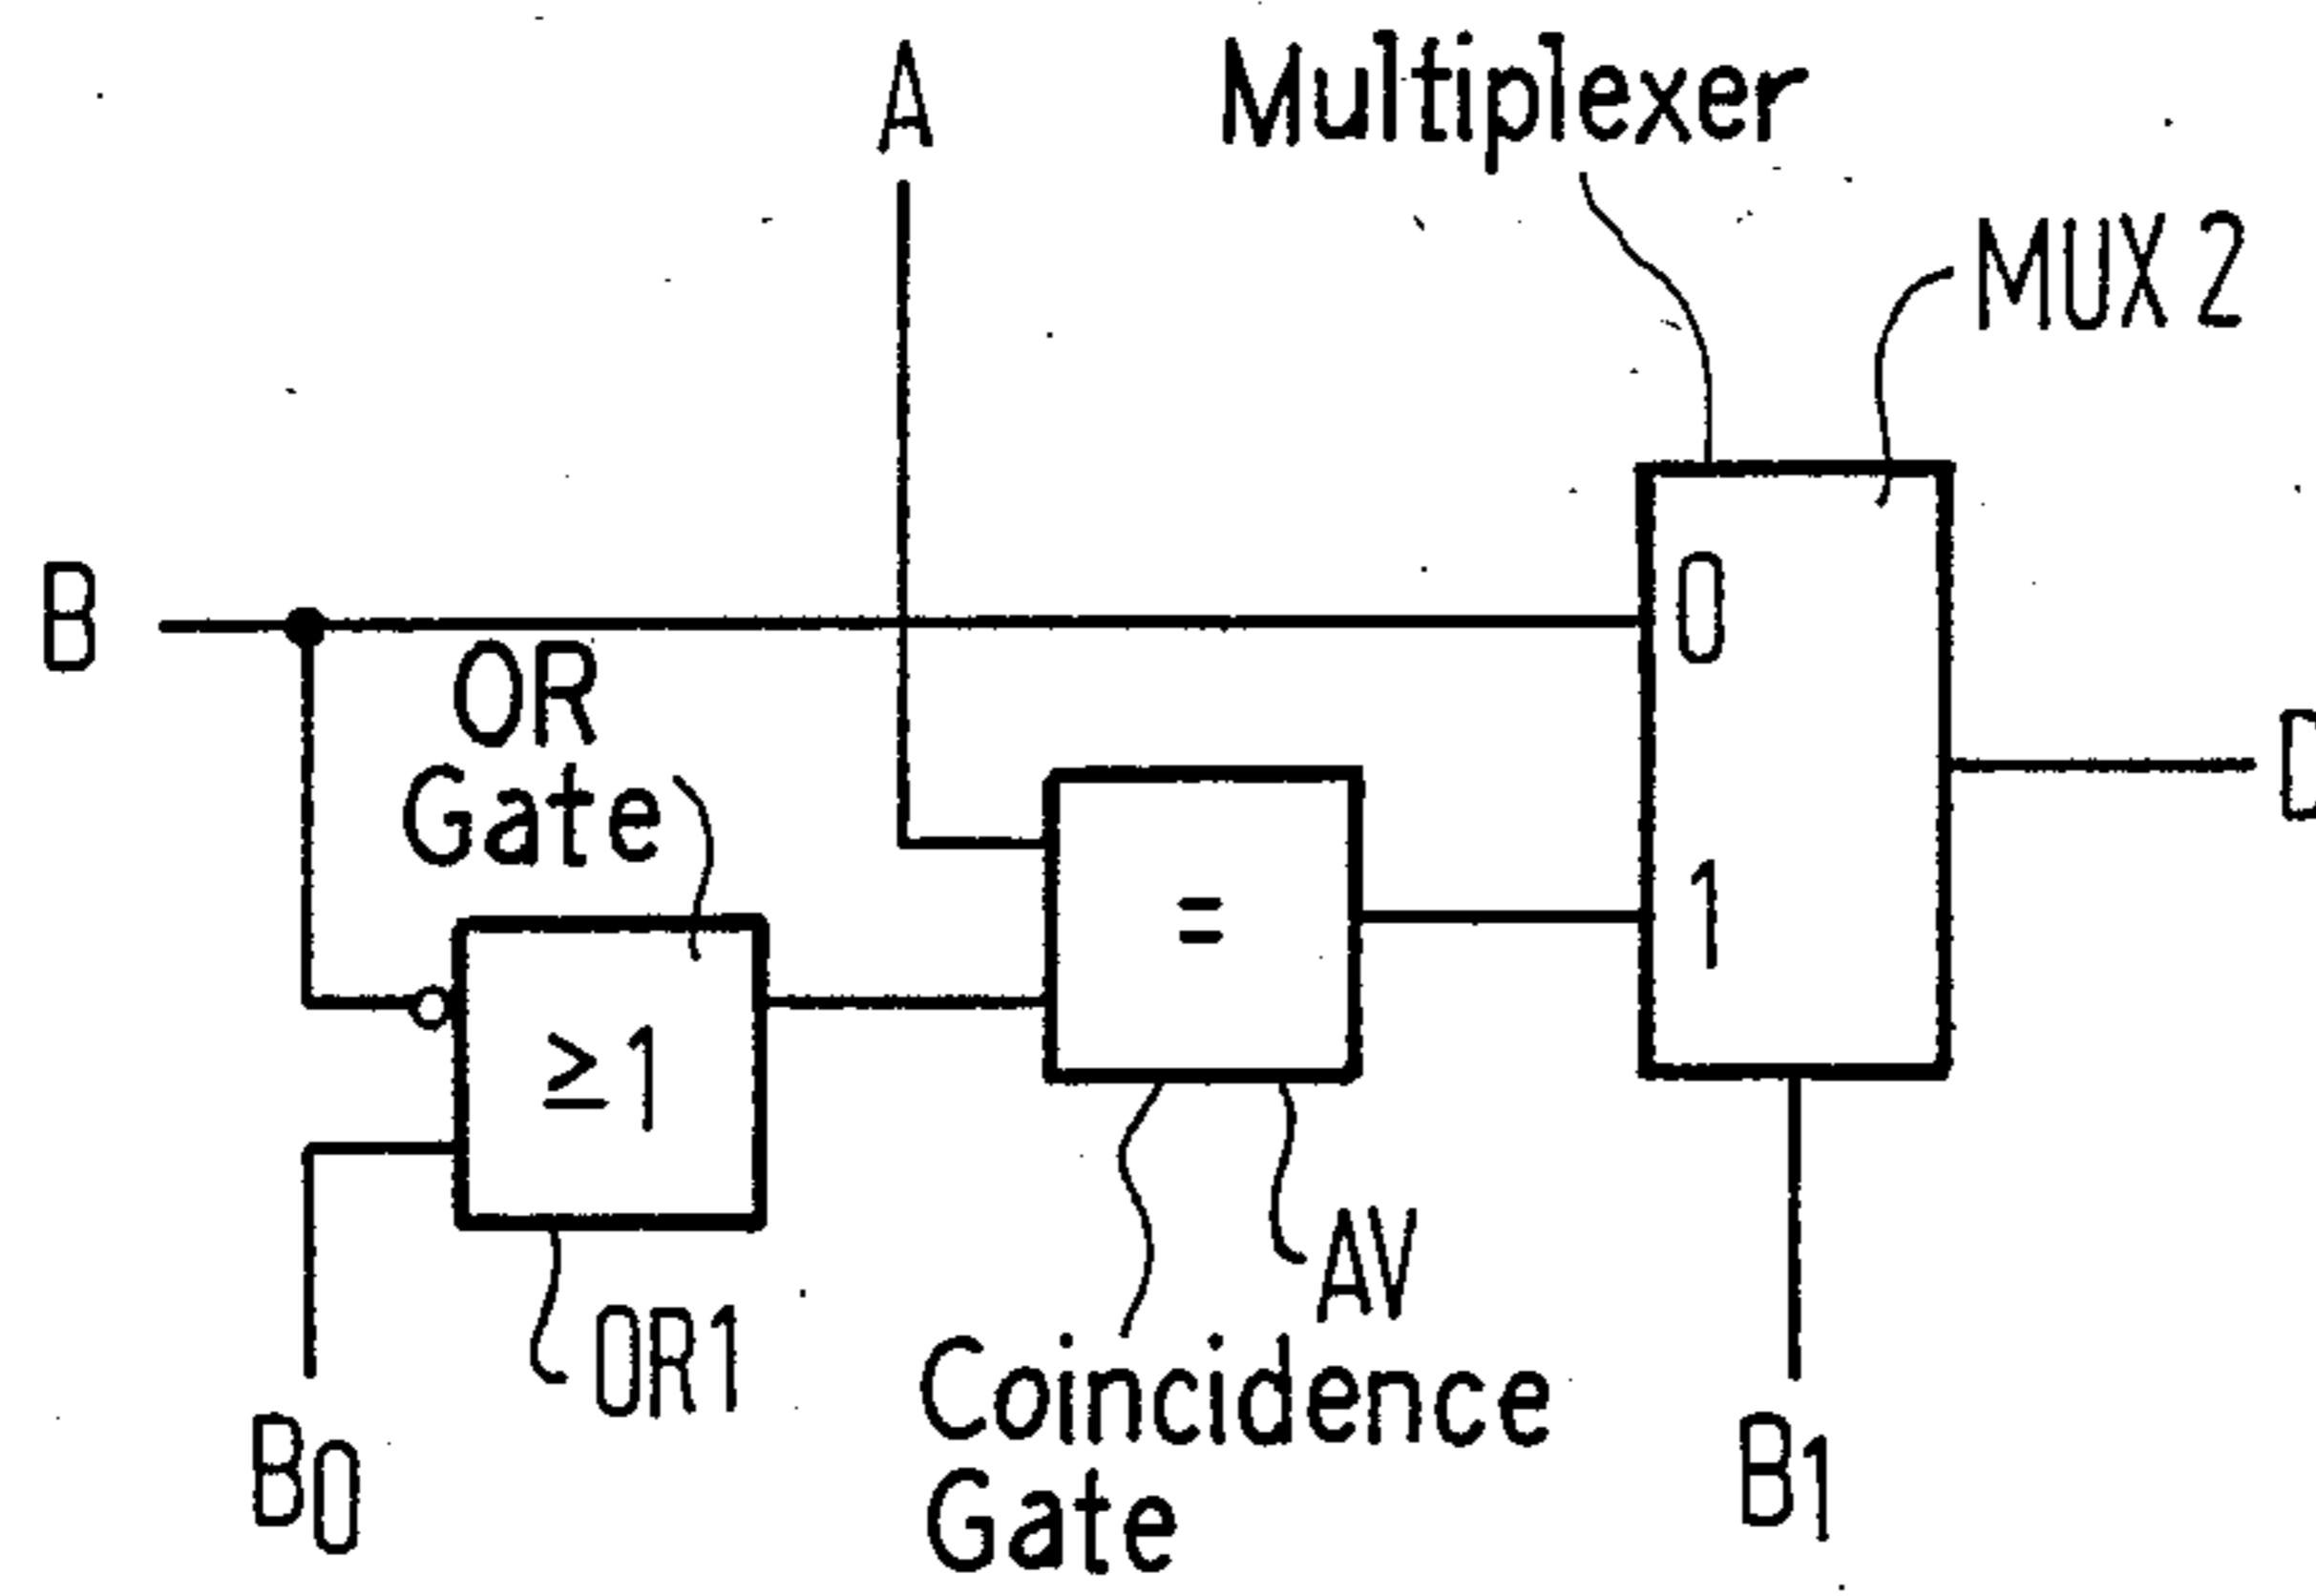 A
Multiplexer
MUX 2
B
0
OR
Gate
1
=
≥1
AV
OR1
Coincidence
Gate
B0
B1